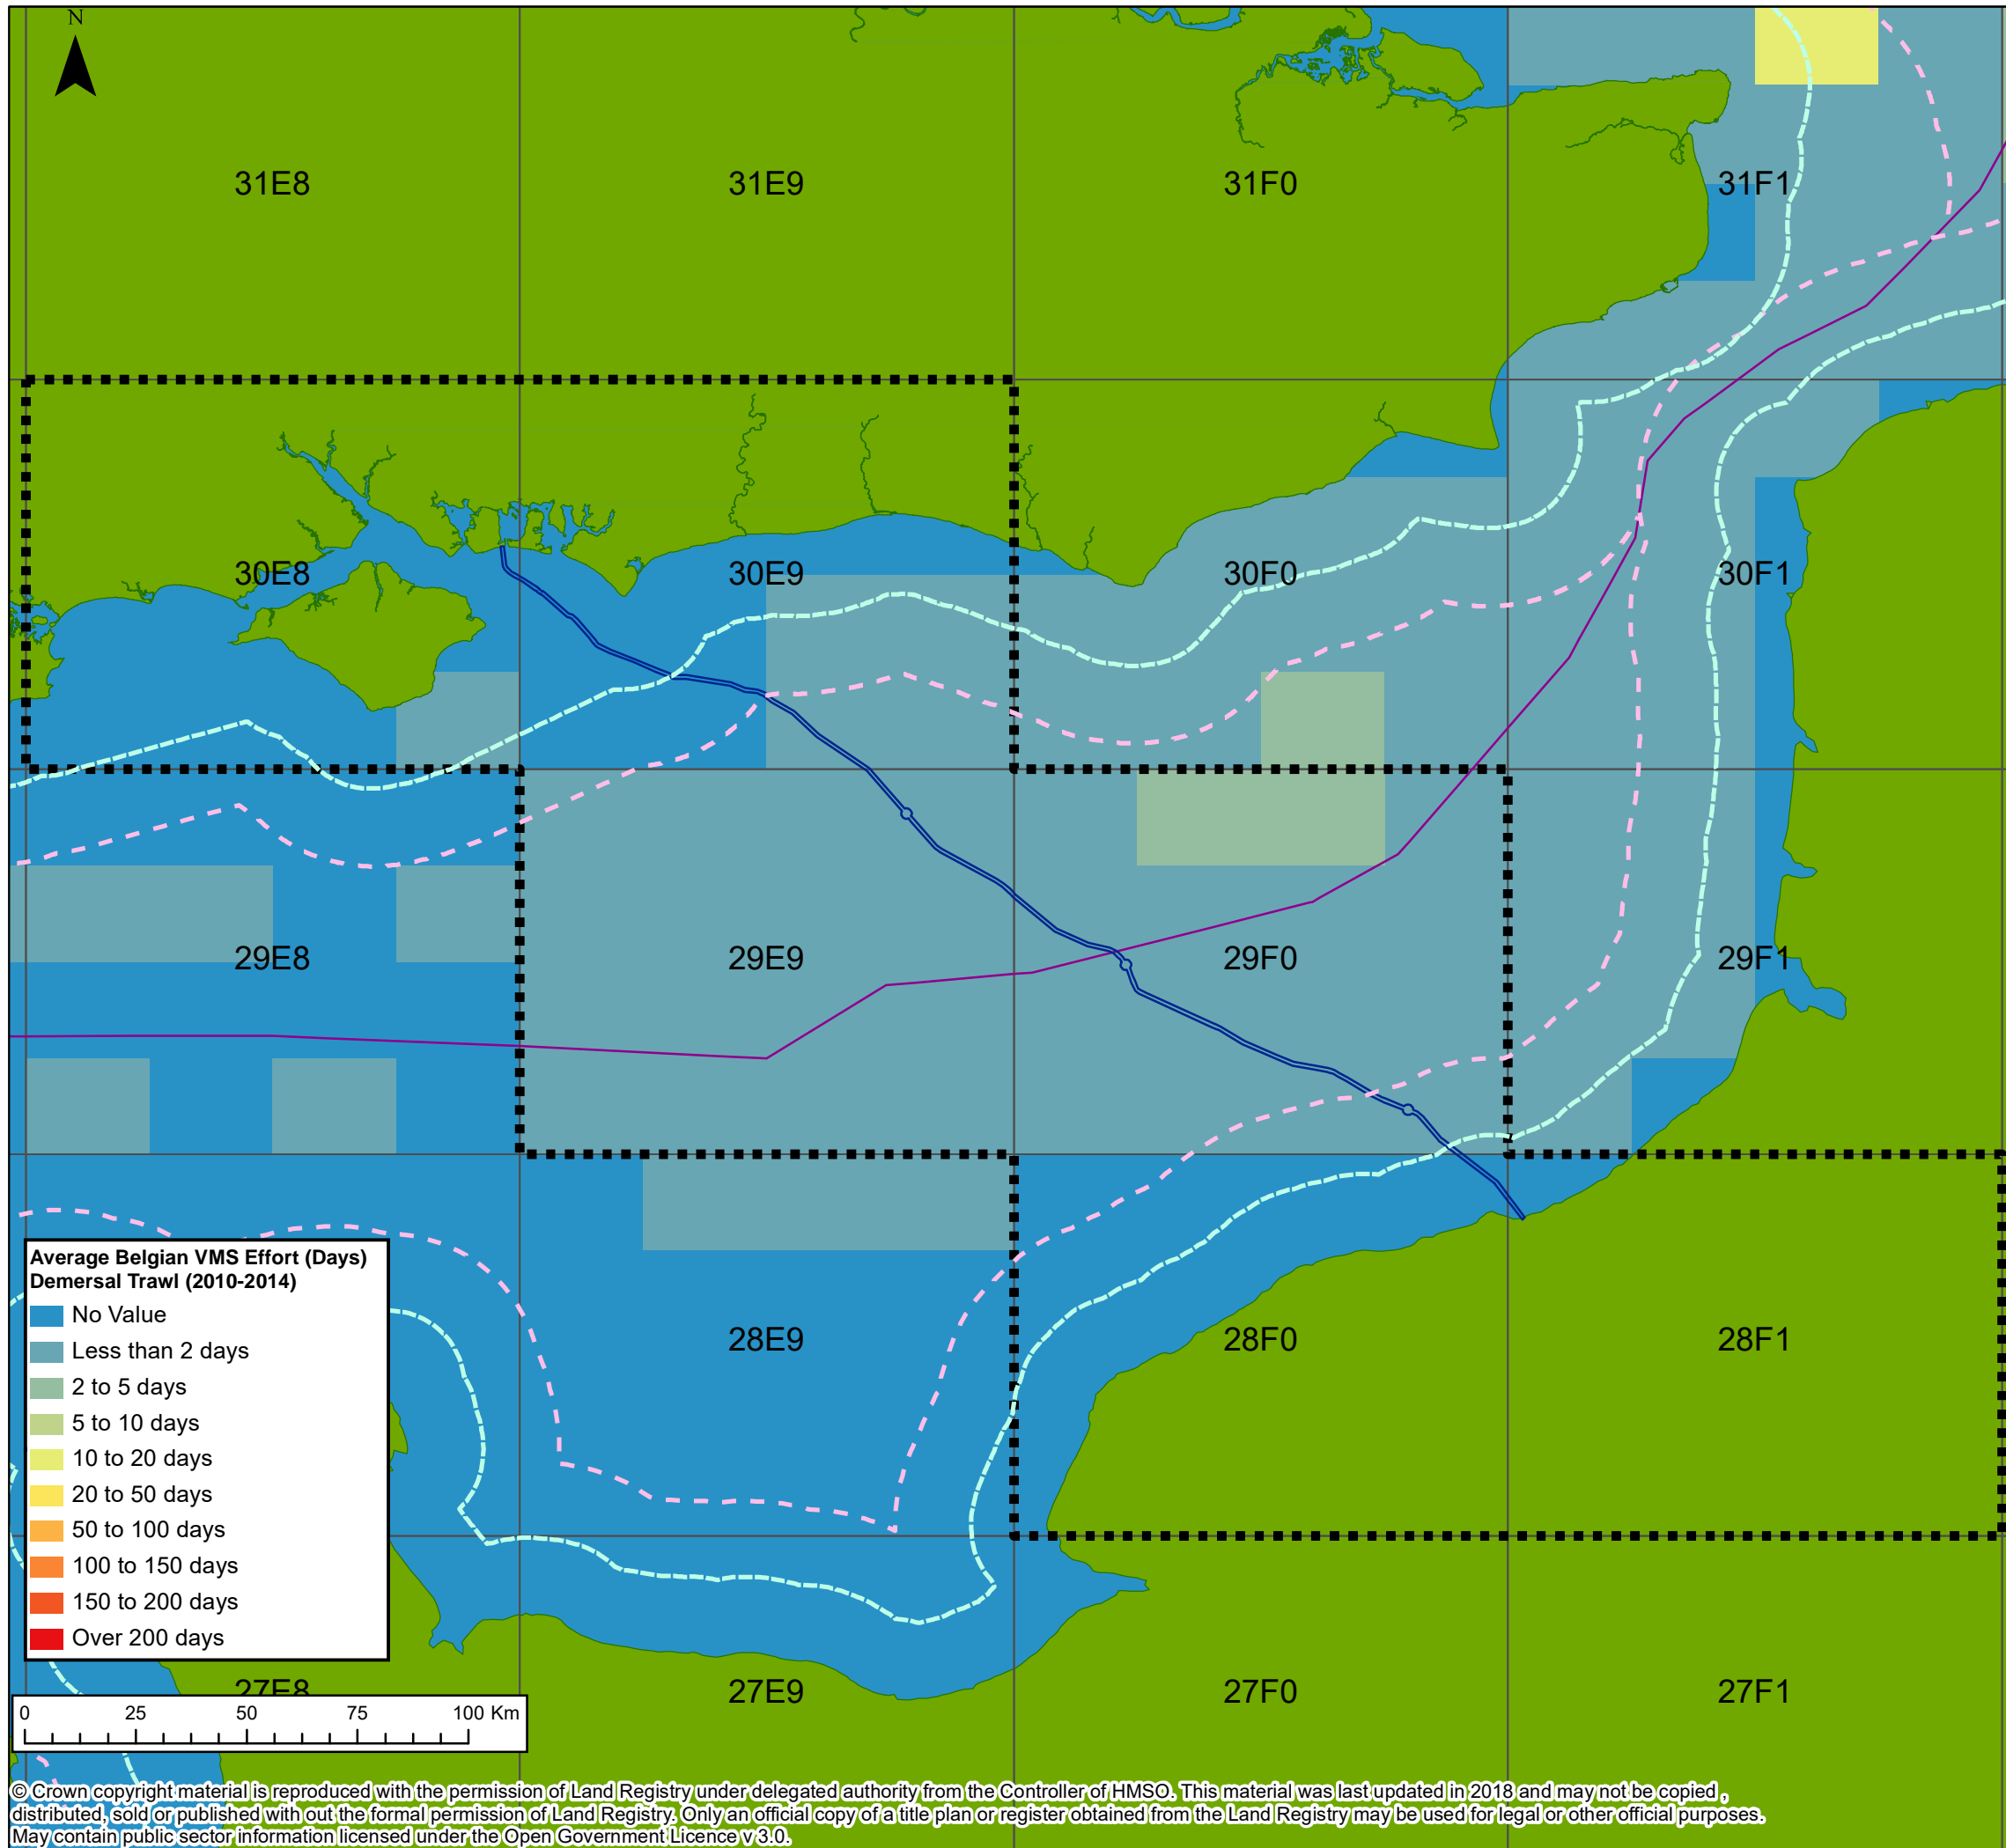 N
31E8 31E9 31F0 31F1
30E8 30E9 30F0 30F1
29E8 29E9 29F0 29F1
28E9 28F0 28F1
Average Belgian VMS Effort (Days)
Demersal Trawl (2010-2014)
No Value
Less than 2 days
2 to 5 days
5 to 10 days
10 to 20 days
20 to 50 days
50 to 100 days
100 to 150 days
150 to 200 days
Over 200 days
27E8 27E9 27F0 27F1
0 25 50 75 100 Km
© Crown copyright material is reproduced with the permission of Land Registry under delegated authority from the Controller of HMSO. This material was last updated in 2018 and may not be copied ,
distributed, sold or published with out the formal permission of Land Registry. Only an official copy of a title plan or register obtained from the Land Registry may be used for legal or other official purposes.
May contain public sector information licensed under the Open Government Licence v 3.0.